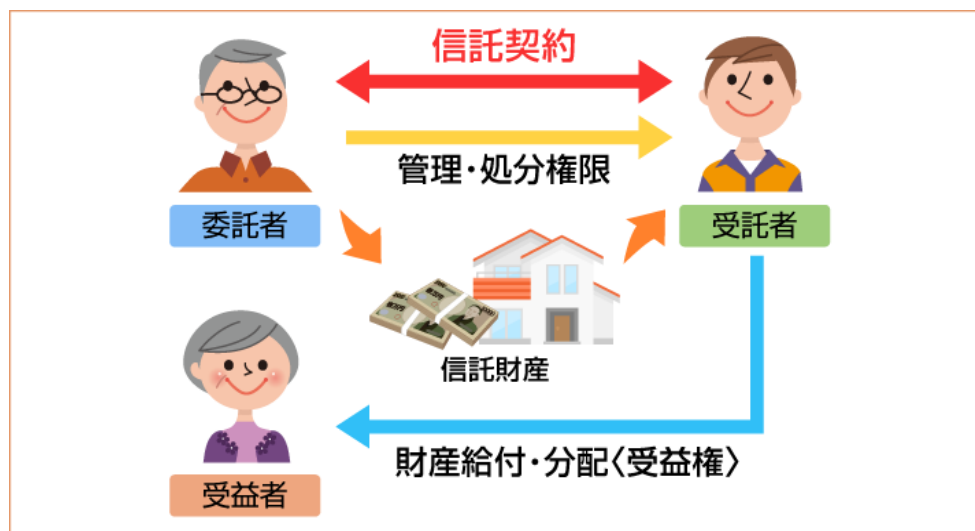 信託契約
管理・処分権限
委託者
受託者
信託財産
財産給付・分配〈受益権〉
受益者